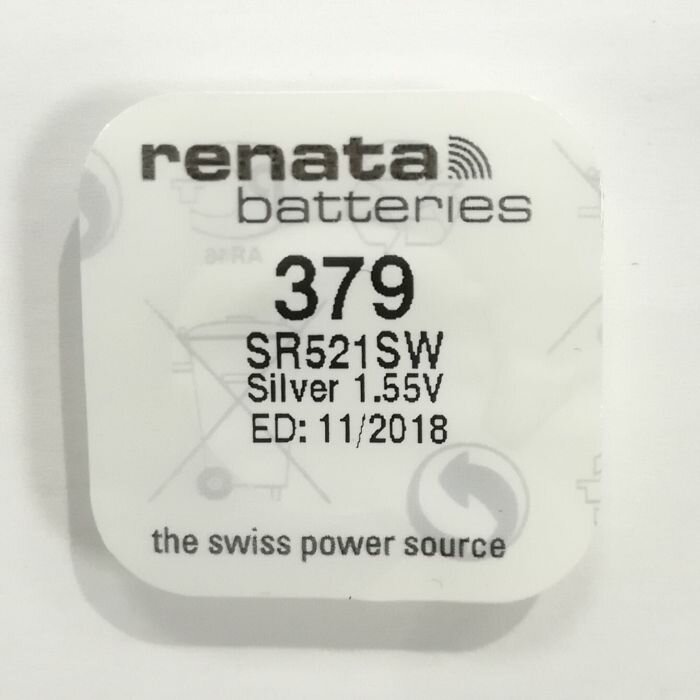 renata
batteries
379
SR521SW
Silver 1.55V
ED: 11/2018
the swiss power source